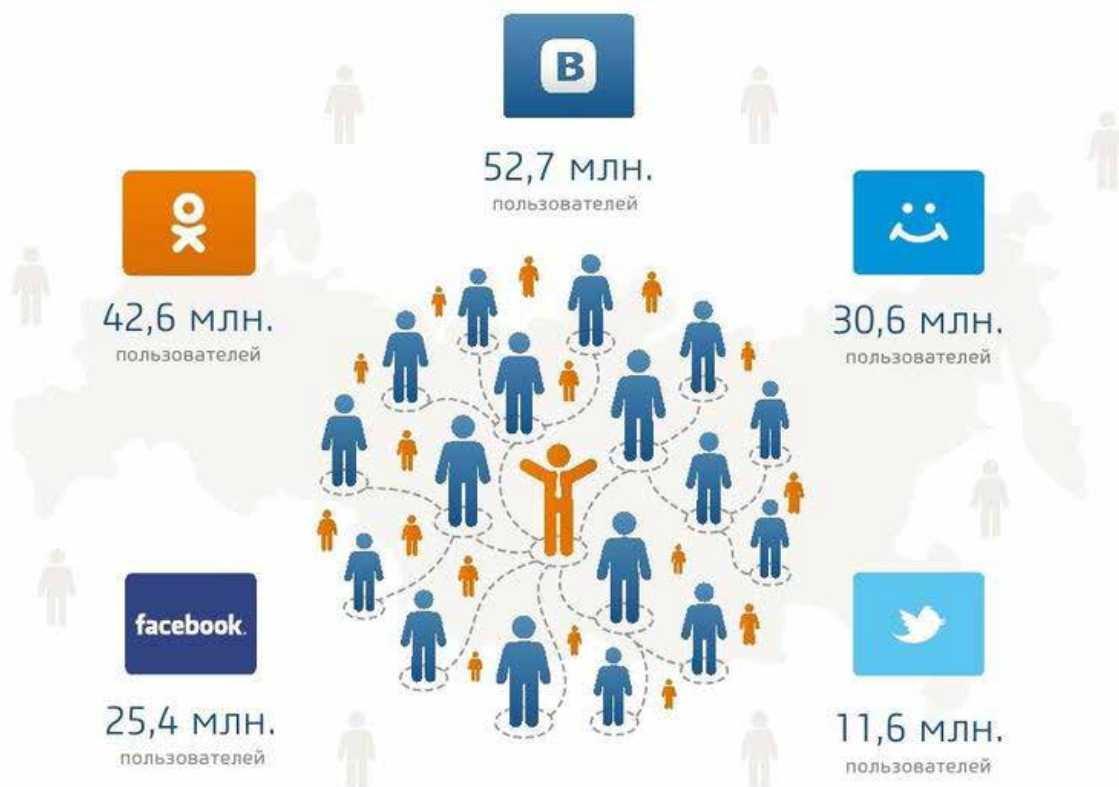 B
52,7 млн.
пользователей
42,6 млн.
пользователей
30,6 млн.
пользователей
facebook.
25,4 млн.
пользователей
11,6 млн.
пользователей